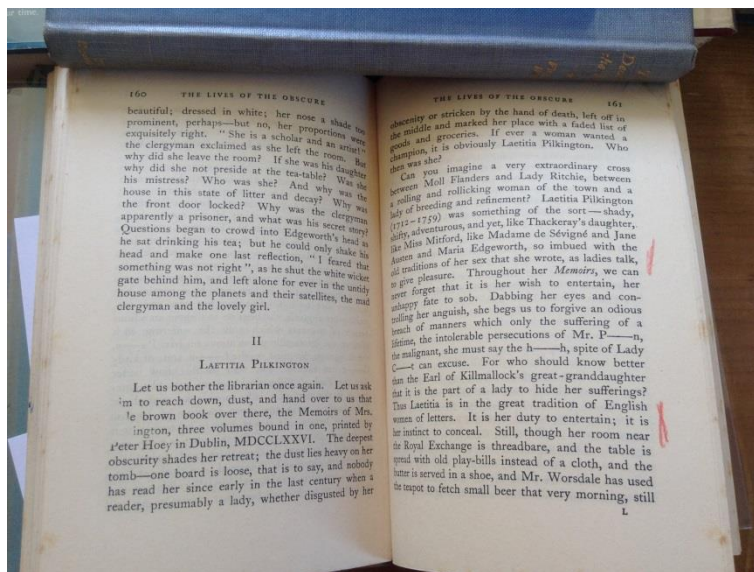 160 THE LIVES OF THE OBSCURE
beautiful; dressed in white; her nose a shade too
prominent, perhaps—but no, her proportions were
exquisitely right. "She is a scholar and an artist!"
the clergyman exclaimed as she left the room. But
why did she leave the room? If she was his daughter
why did she not preside at the tea-table? Was she
his mistress? Who was she? And why was the
house in this state of litter and decay? Why was
the front door locked? Why was the clergyman
apparently a prisoner, and what was his secret story?
Questions began to crowd into Edgeworth's head as
he sat drinking his tea; but he could only shake his
head and make one last reflection, "I feared that
something was not right", as he shut the white wicket
gate behind him, and left alone for ever in the untidy
house among the planets and their satellites, the mad
clergyman and the lovely girl.
II
LAETITIA PILKINGTON
Let us bother the librarian once again. Let us ask
im to reach down, dust, and hand over to us that
e brown book over there, the Memoirs of Mrs.
ington, three volumes bound in one, printed by
Peter Hoey in Dublin, MDCCLXXVI. The deepest
obscurity shades her retreat; the dust lies heavy on her
tomb—one board is loose, that is to say, and nobody
has read her since early in the last century when a
reader, presumably a lady, whether disgusted by her
THE LIVES OF THE OBSCURE 161
obscenity or stricken by the hand of death, left off in
the middle and marked her place with a faded list of
goods and groceries. If ever a woman wanted a
champion, it is obviously Laetitia Pilkington. Who
then was she?
Can you imagine a very extraordinary cross
between Moll Flanders and Lady Ritchie, between
a rolling and rollicking woman of the town and a
lady of breeding and refinement? Laetitia Pilkington
(1712–1759) was something of the sort—shady,
shifty, adventurous, and yet, like Thackeray's daughter,
like Miss Mitford, like Madame de Sévigné and Jane
Austen and Maria Edgeworth, so imbued with the
old traditions of her sex that she wrote, as ladies talk,
to give pleasure. Throughout her Memoirs, we can
never forget that it is her wish to entertain, her
unhappy fate to sob. Dabbing her eyes and con-
trolling her anguish, she begs us to forgive an odious
breach of manners which only the suffering of a
lifetime, the intolerable persecutions of Mr. P——n,
the malignant, she must say the h——h, spite of Lady
C——t can excuse. For who should know better
than the Earl of Killmallock's great-granddaughter
that it is the part of a lady to hide her sufferings?
Thus Laetitia is in the great tradition of English
women of letters. It is her duty to entertain; it is
her instinct to conceal. Still, though her room near
the Royal Exchange is threadbare, and the table is
spread with old play-bills instead of a cloth, and the
butter is served in a shoe, and Mr. Worsdale has used
the teapot to fetch small beer that very morning, still
L